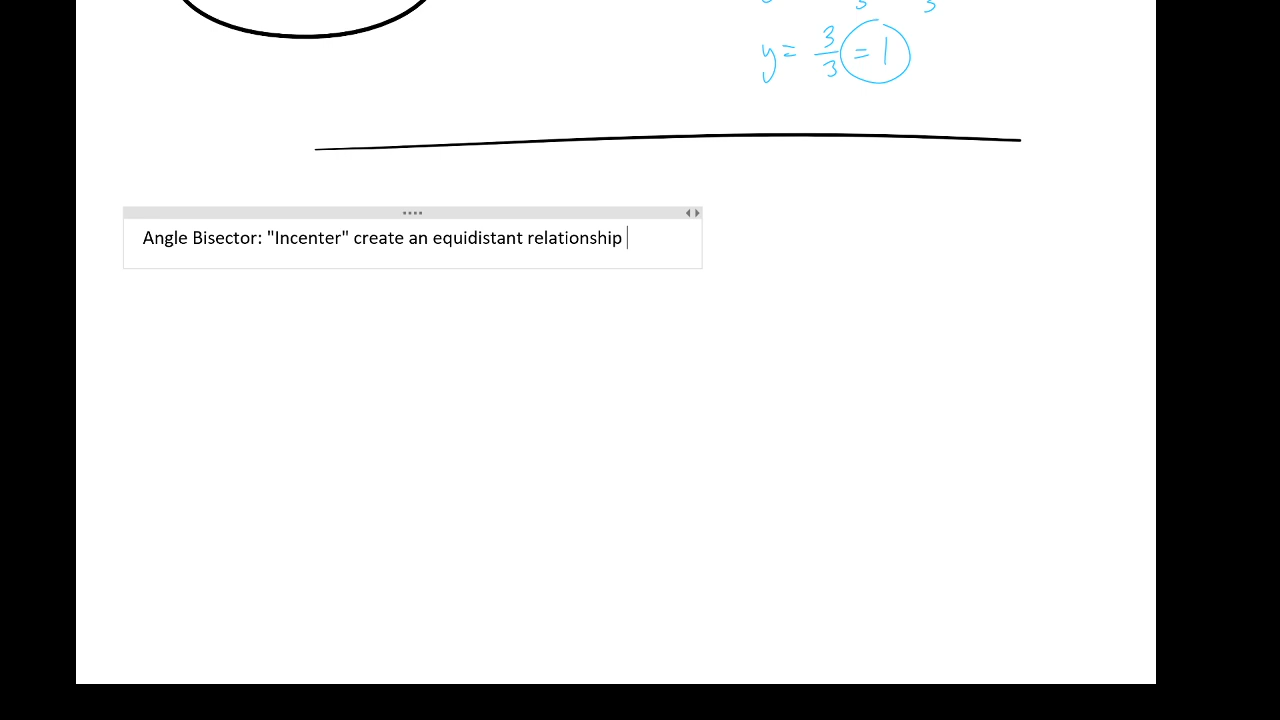 y = 3/3 = 1
Angle Bisector: "Incenter" create an equidistant relationship